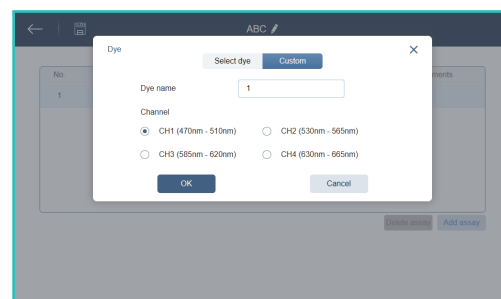 ABC
Dye
Select dye Custom
No
ments
1
Dye name 1
Channel
CH1 (470nm - 510nm) CH2 (530nm - 565nm)
CH3 (585nm - 620nm) CH4 (630nm - 665nm)
OK Cancel
Delete assay Add assay